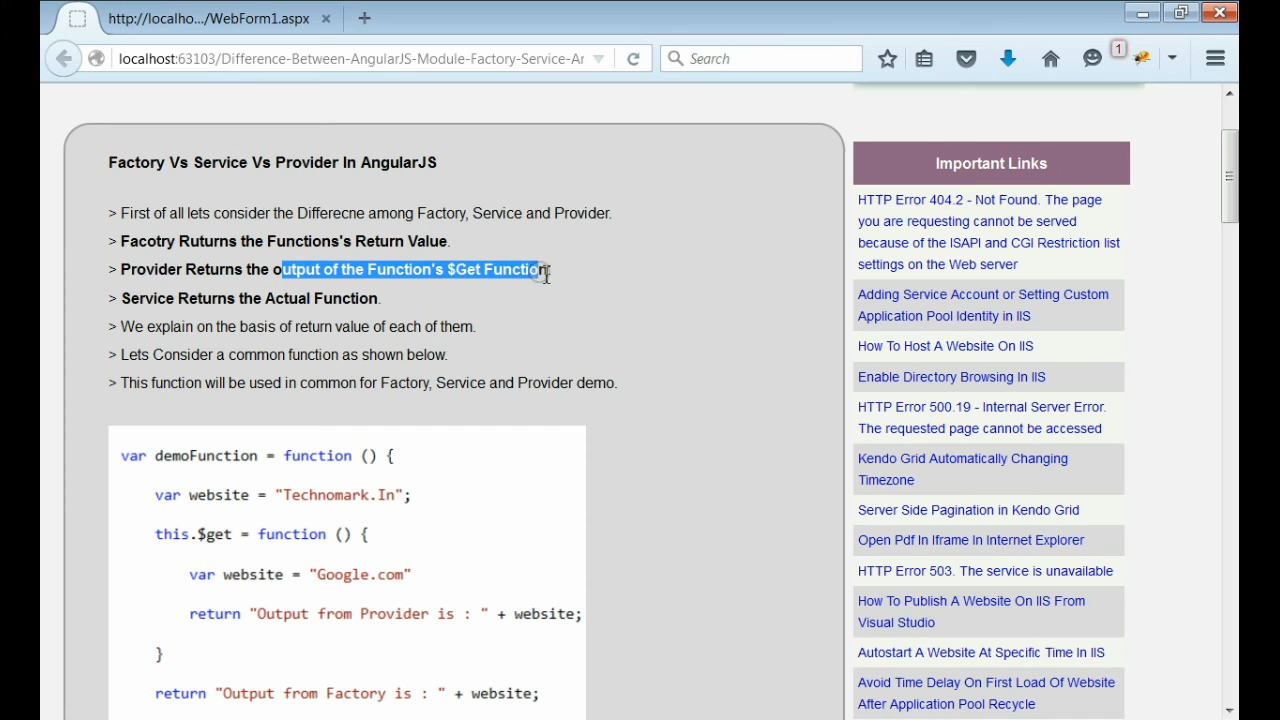 http://localho.../WebForm1.aspx
localhost:63103/Difference-Between-AngularJS-Module-Factory-Service-Ar
Search
1
Factory Vs Service Vs Provider In AngularJS
> First of all lets consider the Differecne among Factory, Service and Provider.
> Facotry Ruturns the Functions's Return Value.
> Provider Returns the output of the Function's $Get Function
> Service Returns the Actual Function.
> We explain on the basis of return value of each of them.
> Lets Consider a common function as shown below.
> This function will be used in common for Factory, Service and Provider demo.
var demoFunction = function () {
var website = "Technomark.In";
this.$get = function () {
var website = "Google.com"
return "Output from Provider is : " + website;
}
return "Output from Factory is : " + website;
Important Links
HTTP Error 404.2 - Not Found. The page
you are requesting cannot be served
because of the ISAPI and CGI Restriction list
settings on the Web server
Adding Service Account or Setting Custom
Application Pool Identity in IIS
How To Host A Website On IIS
Enable Directory Browsing In IIS
HTTP Error 500.19 - Internal Server Error.
The requested page cannot be accessed
Kendo Grid Automatically Changing
Timezone
Server Side Pagination in Kendo Grid
Open Pdf In Iframe In Internet Explorer
HTTP Error 503. The service is unavailable
How To Publish A Website On IIS From
Visual Studio
Autostart A Website At Specific Time In IIS
Avoid Time Delay On First Load Of Website
After Application Pool Recycle